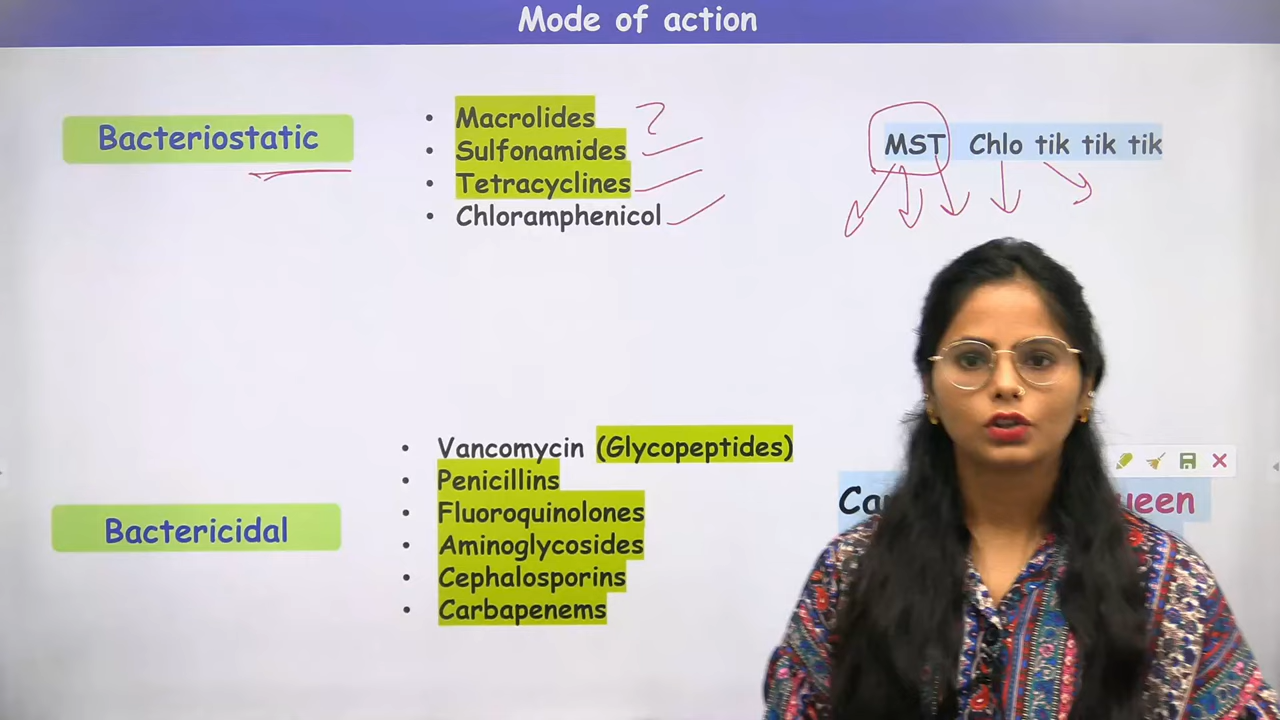 Mode of action
Bacteriostatic
• Macrolides
• Sulfonamides
• Tetracyclines
• Chloramphenicol
MST Chlo tik tik tik
Bactericidal
• Vancomycin (Glycopeptides)
• Penicillins
• Fluoroquinolones
• Aminoglycosides
• Cephalosporins
• Carbapenems